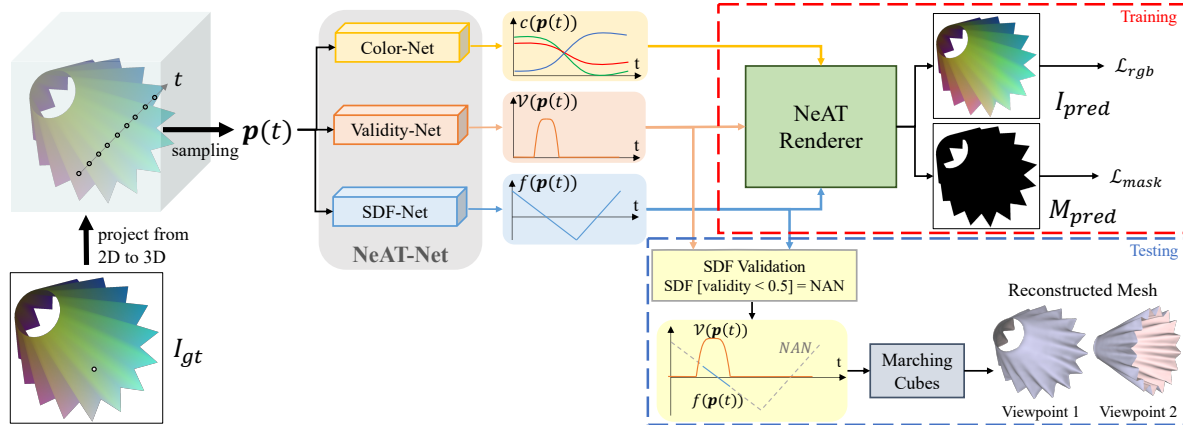 Training
t
sampling
p(t)
project from
2D to 3D
I_gt
Color-Net
Validity-Net
SDF-Net
NeAT-Net
c(p(t))
t
𝒱(p(t))
t
f(p(t))
t
NeAT
Renderer
ℒ_rgb
I_pred
ℒ_mask
M_pred
Testing
SDF Validation
SDF [validity < 0.5] = NAN
𝒱(p(t))
NAN
t
f(p(t))
Marching
Cubes
Reconstructed Mesh
Viewpoint 1
Viewpoint 2